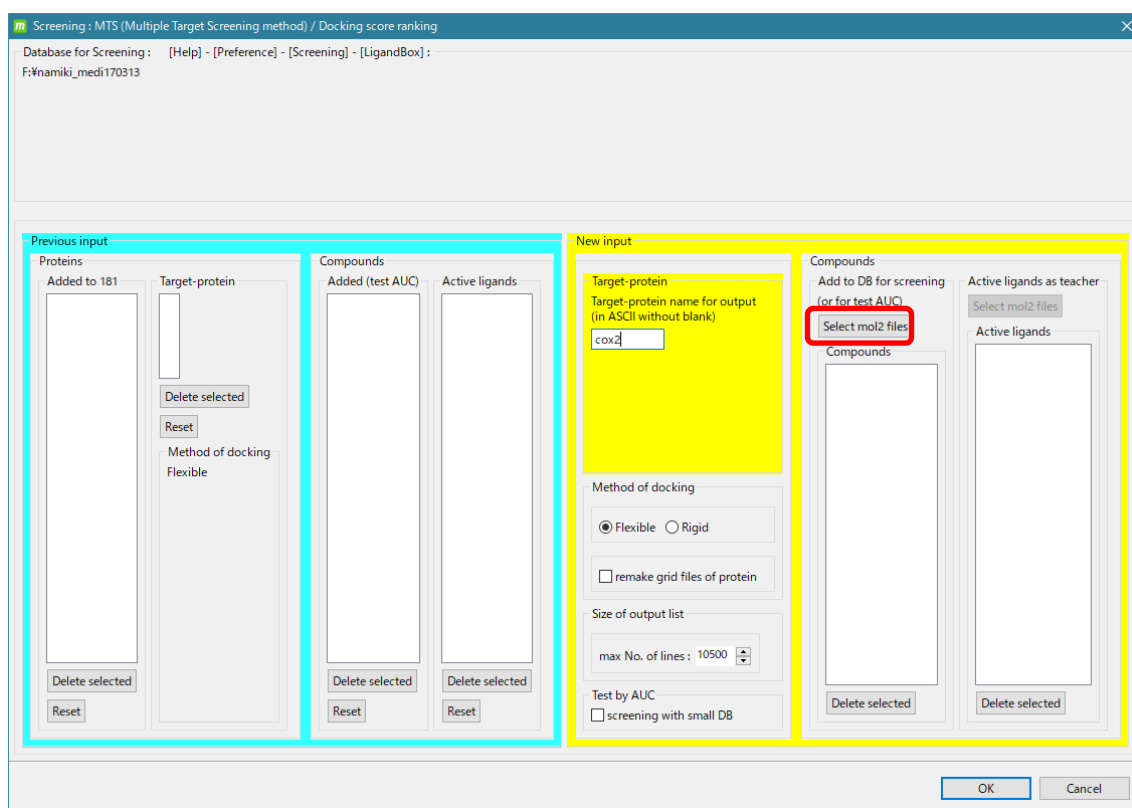 m Screening : MTS (Multiple Target Screening method) / Docking score ranking
Database for Screening : [Help] - [Preference] - [Screening] - [LigandBox] :
F:¥namiki_medi170313
Previous input
Proteins
Added to 181
Delete selected
Reset
Target-protein
Delete selected
Reset
Method of docking
Flexible
Compounds
Added (test AUC)
Delete selected
Reset
Active ligands
Delete selected
Reset
New input
Target-protein
Target-protein name for output
(in ASCII without blank)
cox2
Method of docking
Flexible Rigid
remake grid files of protein
Size of output list
max No. of lines : 10500
Test by AUC
screening with small DB
Compounds
Add to DB for screening
(or for test AUC)
Select mol2 files
Compounds
Delete selected
Active ligands as teacher
Select mol2 files
Active ligands
Delete selected
OK Cancel